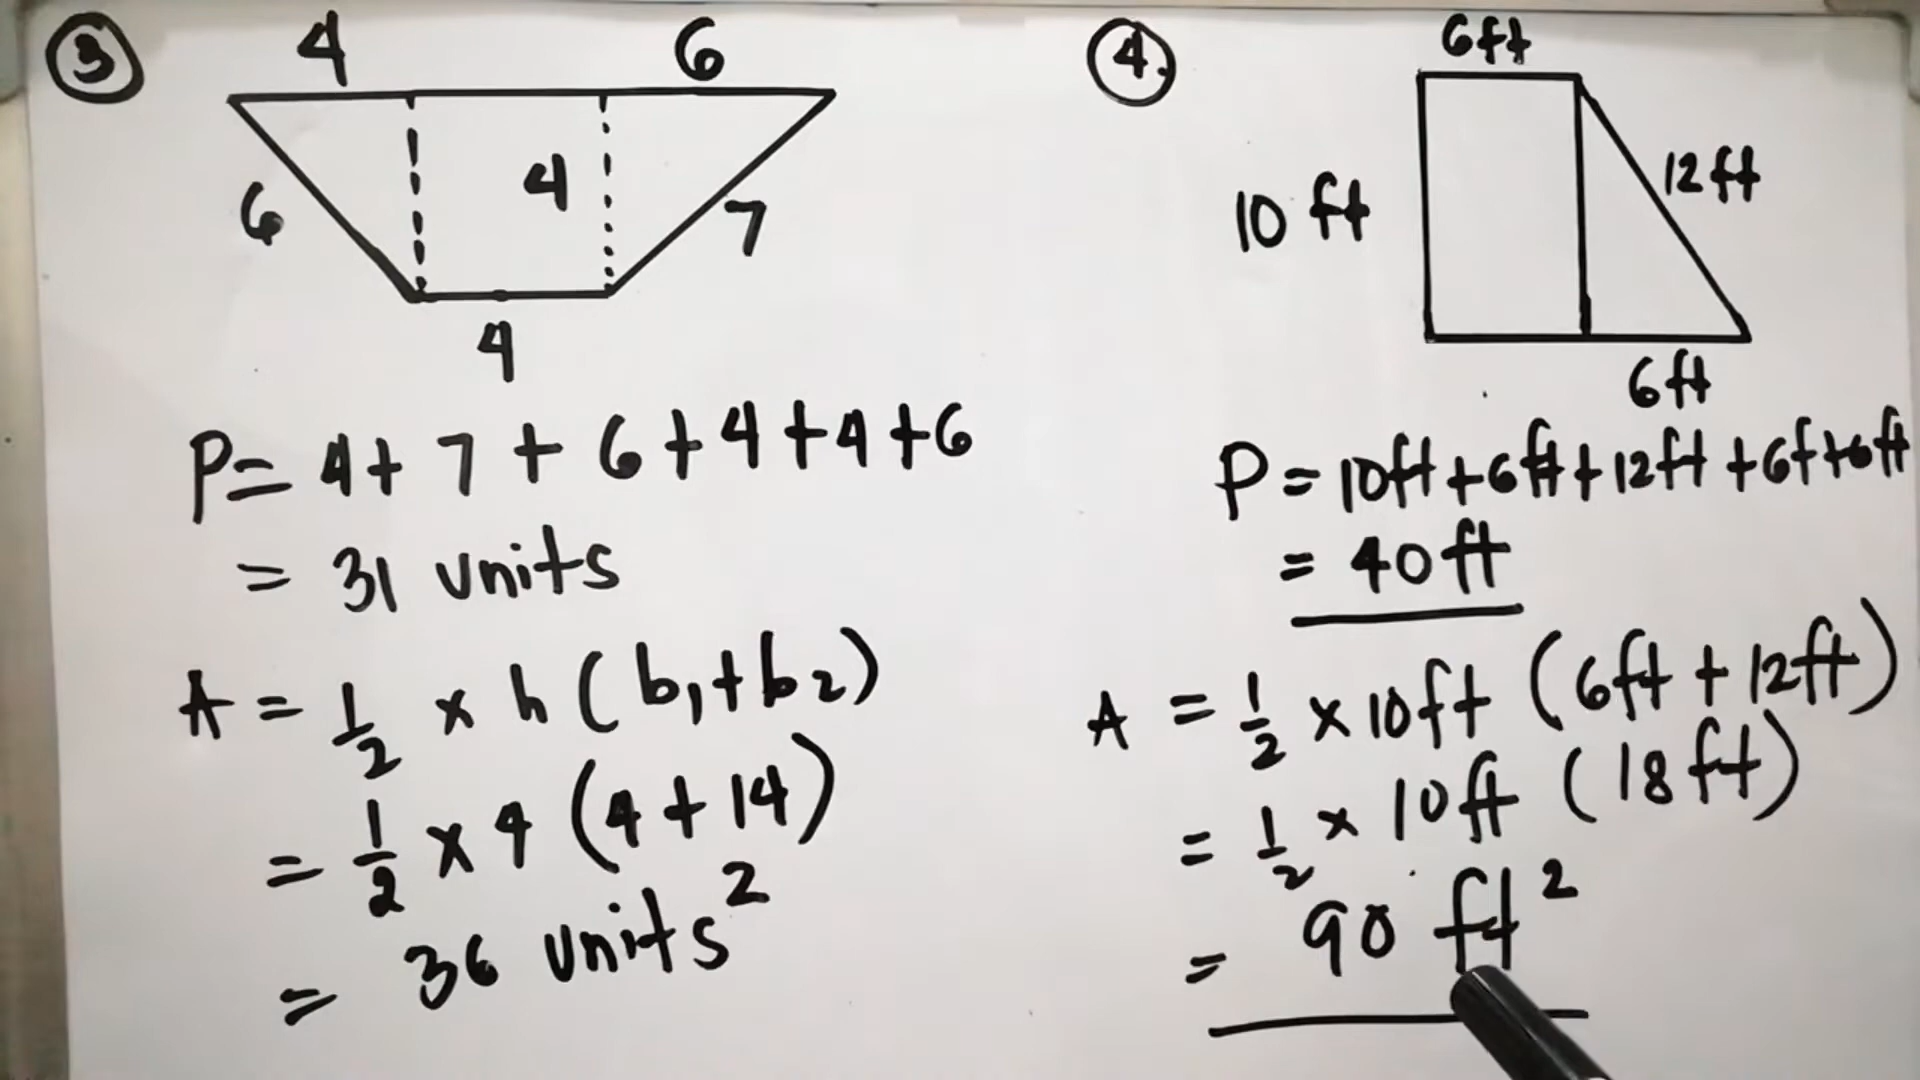 3
4 6
6 4 7
4
P = 4 + 7 + 6 + 4 + 4 + 6
= 31 units
A = 1/2 × h ( b₁ + b₂ )
= 1/2 × 4 ( 4 + 14 )
= 36 units²
4.
6ft
10 ft 12ft
6ft
P = 10ft + 6ft + 12ft + 6ft + 6ft
= 40 ft
A = 1/2 × 10ft ( 6ft + 12ft )
= 1/2 × 10ft ( 18ft )
= 90 ft²